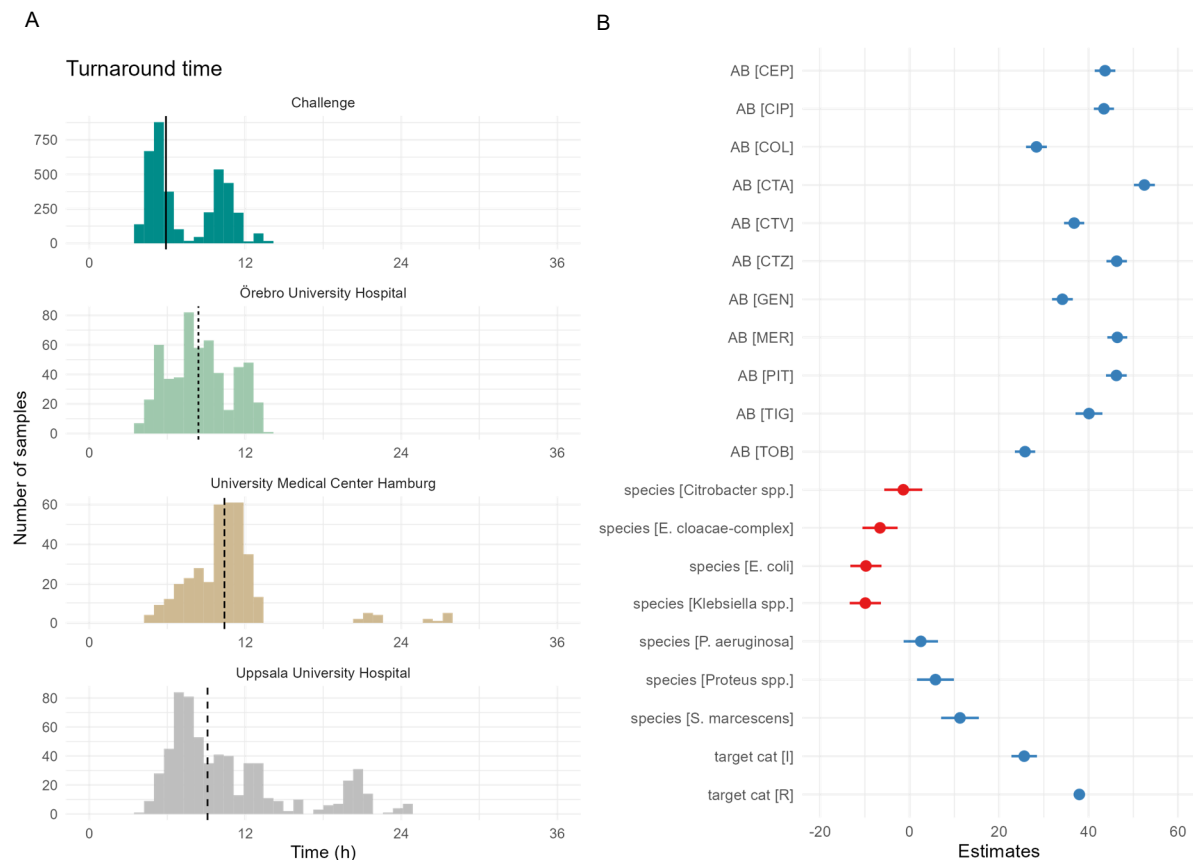 A
Turnaround time
Number of samples
Challenge
750
500
250
0
0 12 24 36
Örebro University Hospital
80
60
40
20
0
0 12 24 36
University Medical Center Hamburg
60
40
20
0
0 12 24 36
Uppsala University Hospital
80
60
40
20
0
0 12 24 36
Time (h)
B
AB [CEP]
AB [CIP]
AB [COL]
AB [CTA]
AB [CTV]
AB [CTZ]
AB [GEN]
AB [MER]
AB [PIT]
AB [TIG]
AB [TOB]
species [Citrobacter spp.]
species [E. cloacae-complex]
species [E. coli]
species [Klebsiella spp.]
species [P. aeruginosa]
species [Proteus spp.]
species [S. marcescens]
target cat [I]
target cat [R]
-20 0 20 40 60
Estimates